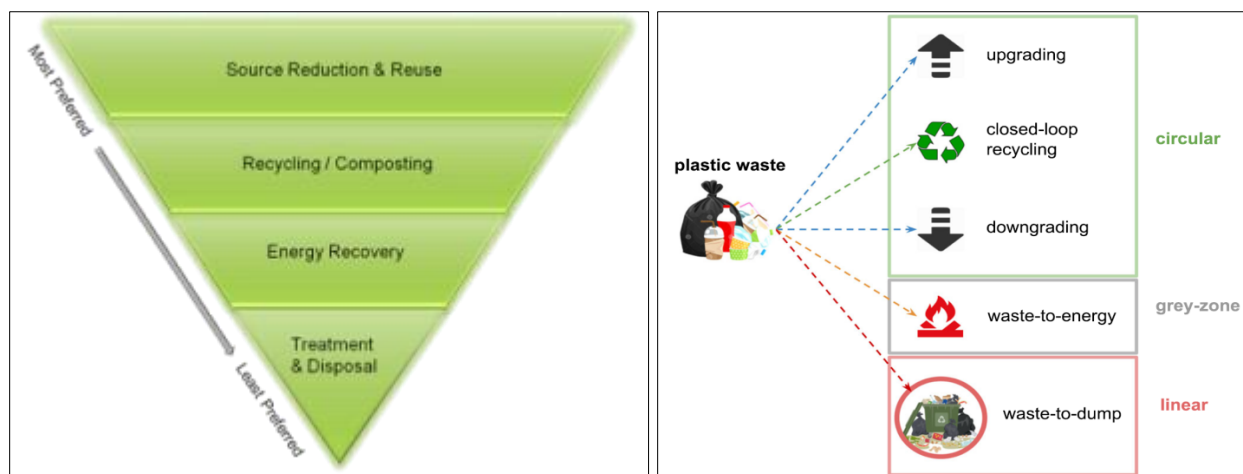 Most Preferred
Least Preferred
Source Reduction & Reuse
Recycling / Composting
Energy Recovery
Treatment
& Disposal
plastic waste
upgrading
closed-loop
recycling
downgrading
circular
waste-to-energy
grey-zone
waste-to-dump
linear